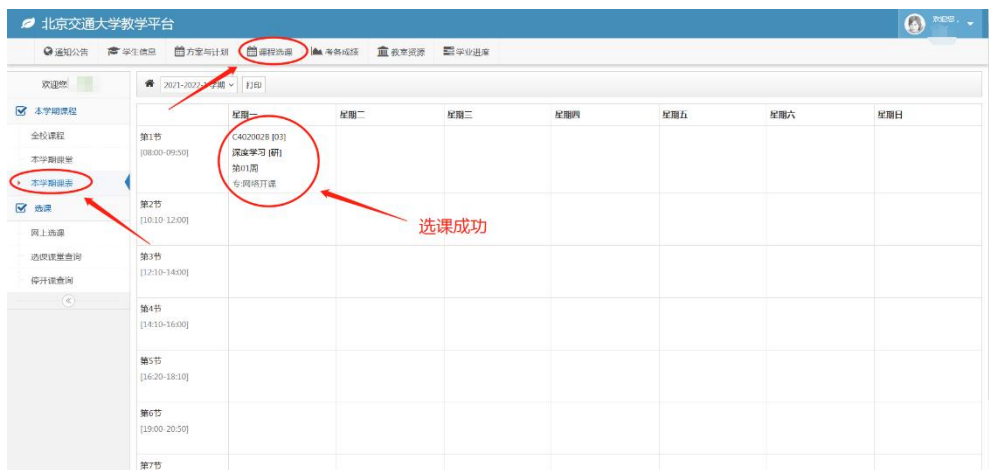 北京交通大学教学平台
欢迎您，
通知公告 学生信息 方案与计划 课程选课 考务成绩 教室资源 学业进度
欢迎您
2021-2022-1学期 打印
本学期课程
全校课程
本学期课堂
本学期课表
选课
网上选课
选课课堂查询
停开课查询
星期一 星期二 星期三 星期四 星期五 星期六 星期日
第1节
[08:00-09:50]
C402002B [03]
深度学习 [研]
第01周
专:网络开课
选课成功
第2节
[10:10-12:00]
第3节
[12:10-14:00]
第4节
[14:10-16:00]
第5节
[16:20-18:10]
第6节
[19:00-20:50]
第7节